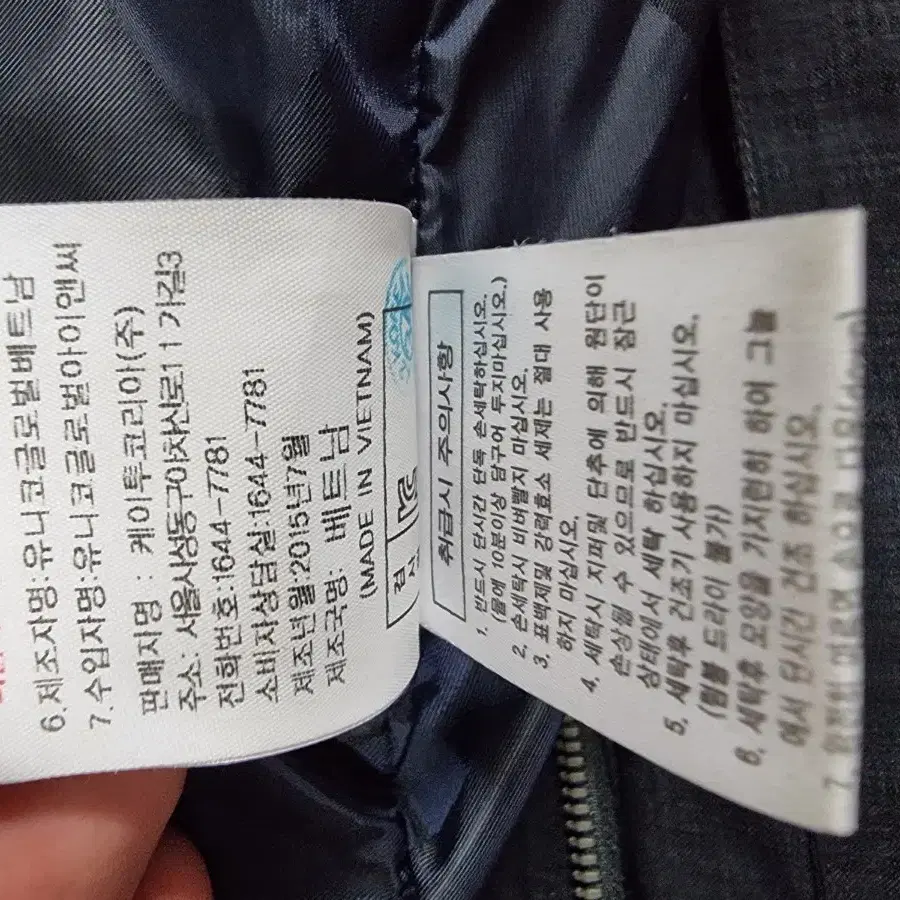 6.제조자명:유니코글로벌베트남
7.수입자명:유니코글로벌아이앤씨
판매자명 : 케이투코리아(주)
주소: 서울시성동구아차산로11가길3
전화번호:1644-7781
소비자상담실:1644-7781
제조년월:2015년7월
제조국명: 베트남
(MADE IN VIETNAM)
취급시 주의사항
1. 반드시 단시간 단독 손세탁하십시오.
(물에 10분이상 담구어 두지마십시오.)
2. 손세탁시 비벼빨지 마십시오.
3. 표백제및 강력효소 세제는 절대 사용
하지 마십시오.
4. 세탁시 지퍼및 단추에 의해 원단이
손상될 수 있으므로 반드시 잠근
상태에서 세탁 하십시오.
5. 세탁후 건조기 사용하지 마십시오.
(텀블 드라이 불가)
6. 세탁후 모양을 가지런히 하여 그늘
에서 단시간 건조 하십시오.
7.